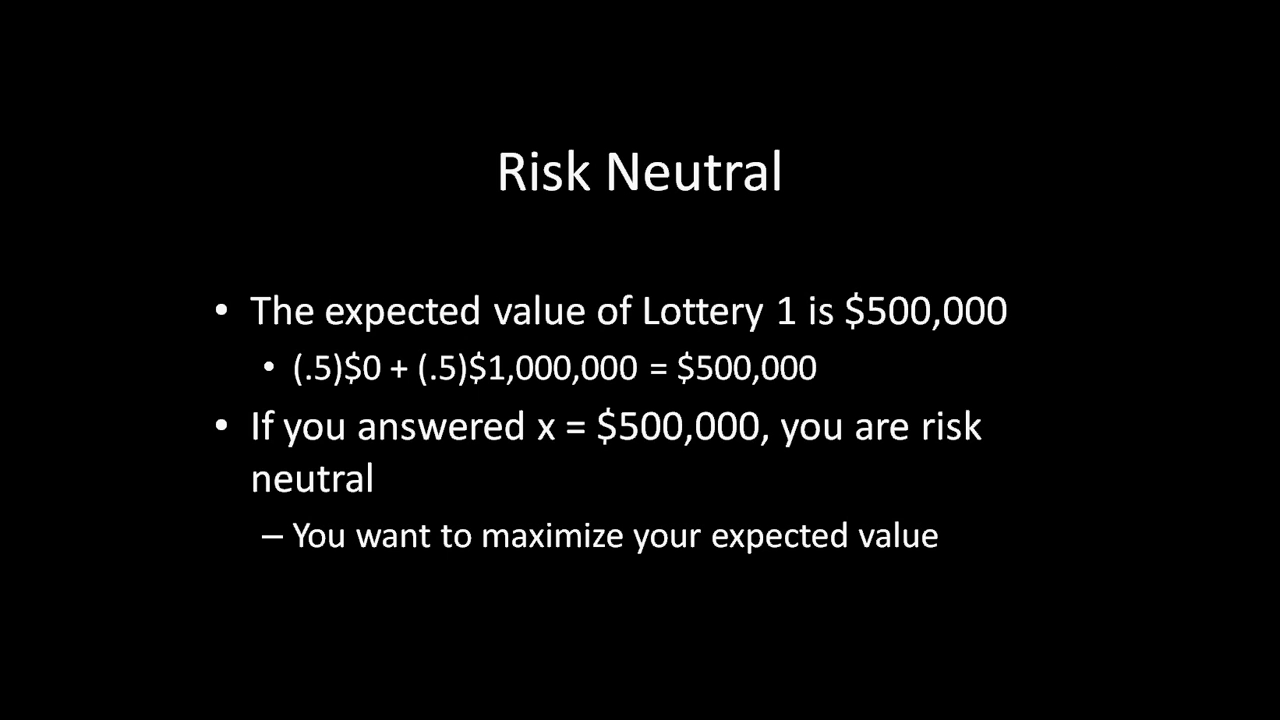 Risk Neutral
• The expected value of Lottery 1 is $500,000
• (.5)$0 + (.5)$1,000,000 = $500,000
• If you answered x = $500,000, you are risk
neutral
– You want to maximize your expected value